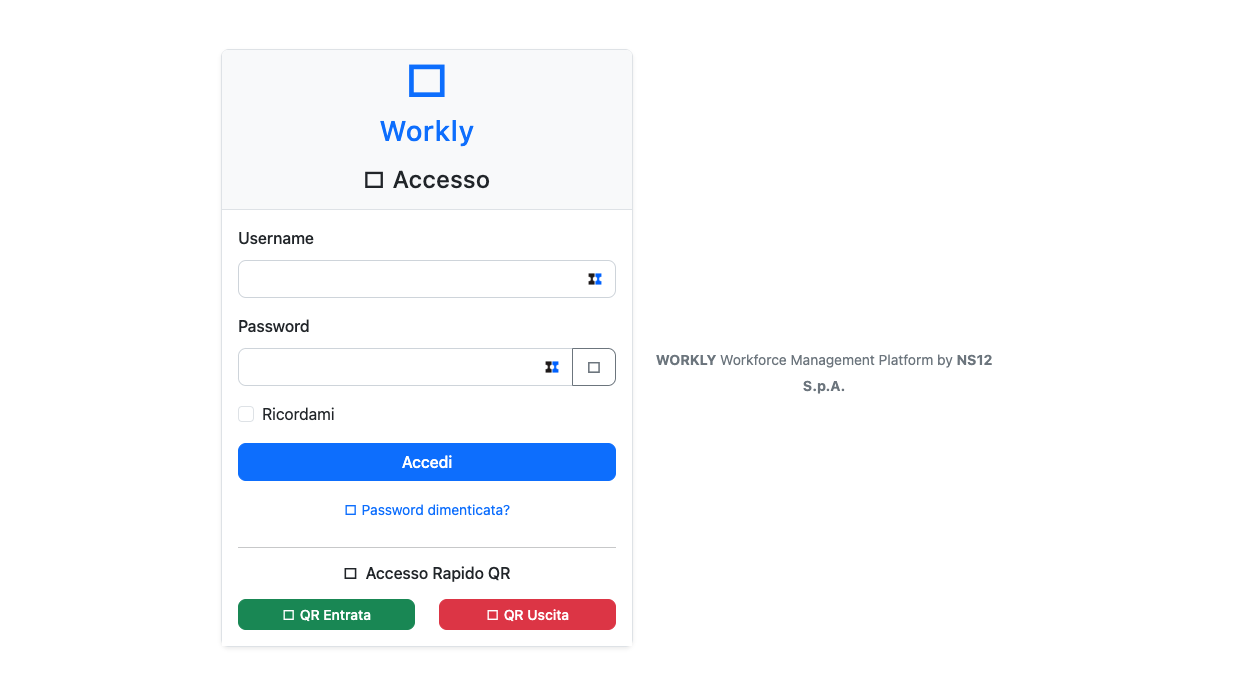 Workly
Accesso
Username
Password
Ricordami
Accedi
Password dimenticata?
Accesso Rapido QR
QR Entrata
QR Uscita
WORKLY Workforce Management Platform by NS12
S.p.A.